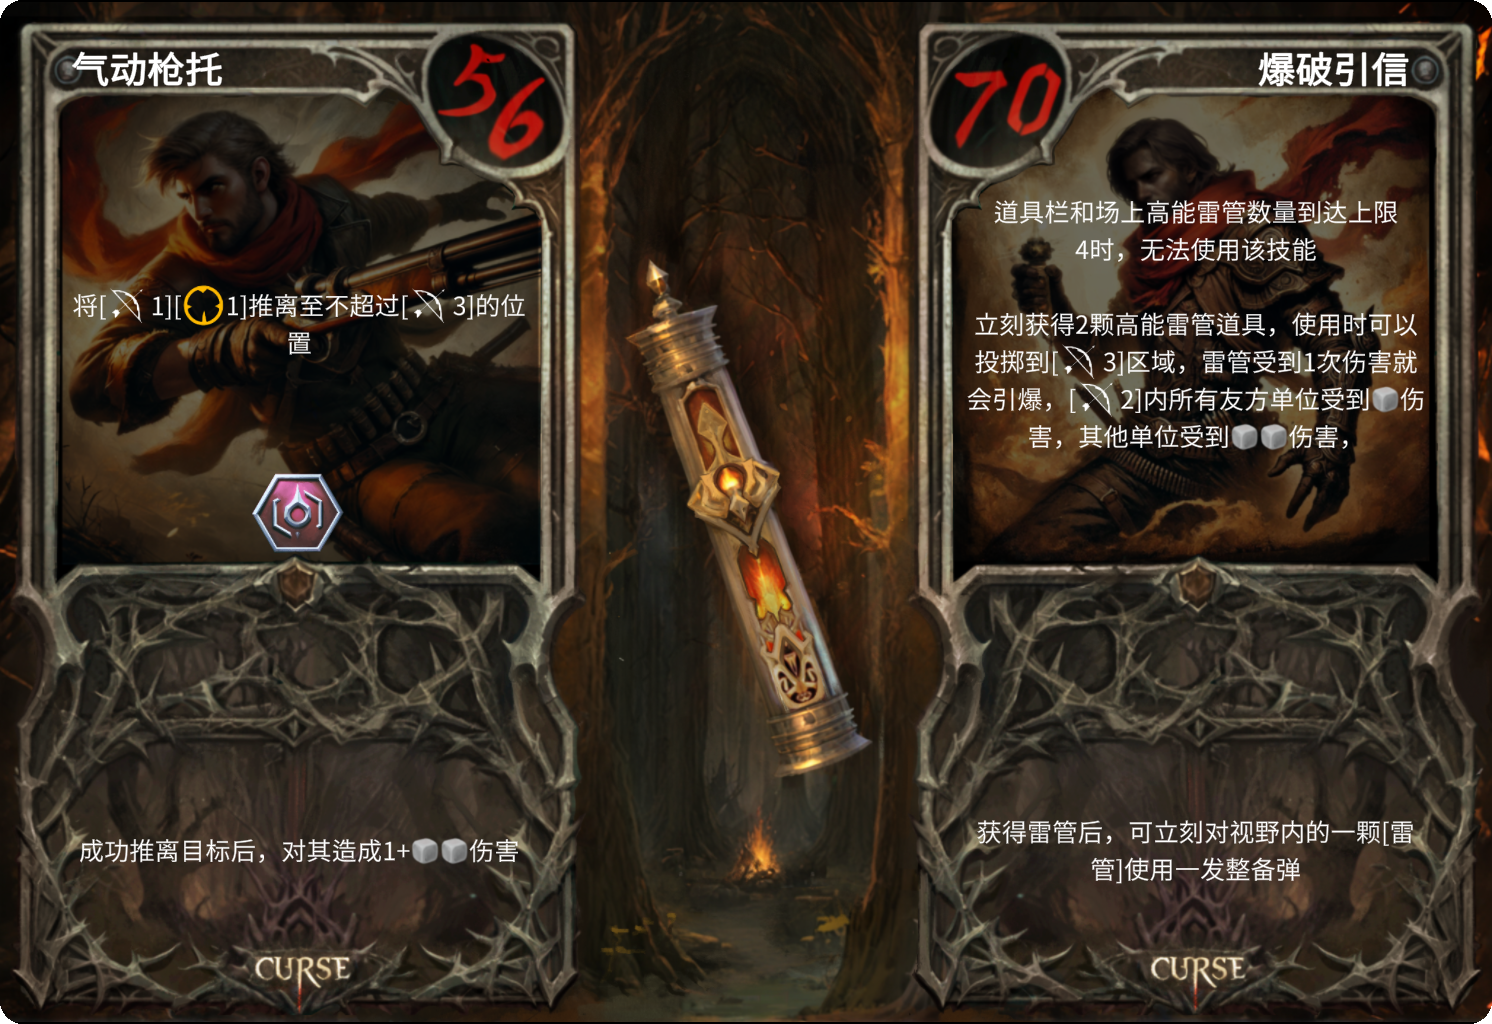 气动枪托
56
将[1][1]推离至不超过[3]的位
置
成功推离目标后，对其造成1+伤害
CURSE
70
爆破引信
道具栏和场上高能雷管数量到达上限
4时，无法使用该技能
立刻获得2颗高能雷管道具，使用时可以
投掷到[3]区域，雷管受到1次伤害就
会引爆，[2]内所有友方单位受到伤
害，其他单位受到伤害，
获得雷管后，可立刻对视野内的一颗[雷
管]使用一发整备弹
CURSE